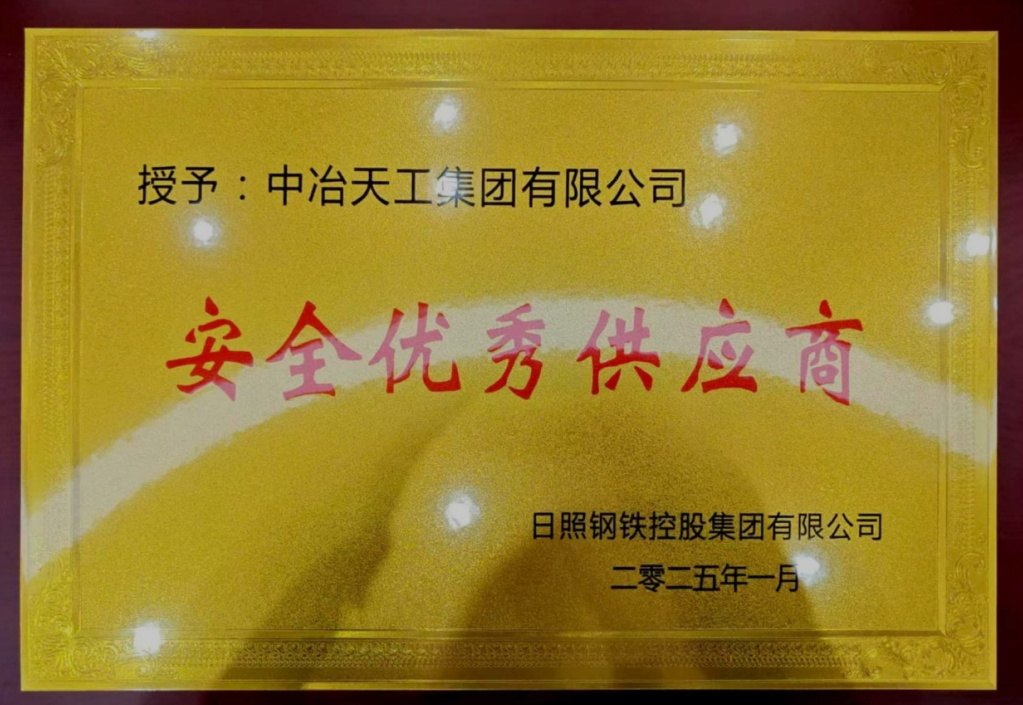 授予：中冶天工集团有限公司
安全优秀供应商
日照钢铁控股集团有限公司
二零二五年一月